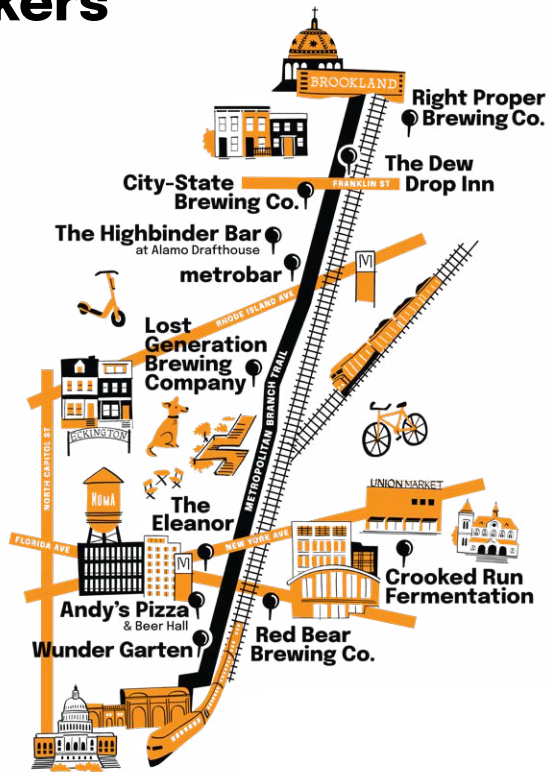 kers
BROOKLAND
Right Proper
Brewing Co.
The Dew
Drop Inn
FRANKLIN ST
City-State
Brewing Co.
The Highbinder Bar
at Alamo Drafthouse
metrobar
M
RHODE ISLAND AVE
Lost
Generation
Brewing
Company
METROPOLITAN BRANCH TRAIL
ECKINGTON
NORTH CAPITOL ST
NOMA
The
Eleanor
UNION MARKET
FLORIDA AVE
NEW YORK AVE
M
Crooked Run
Fermentation
Andy's Pizza
& Beer Hall
Red Bear
Brewing Co.
Wunder Garten